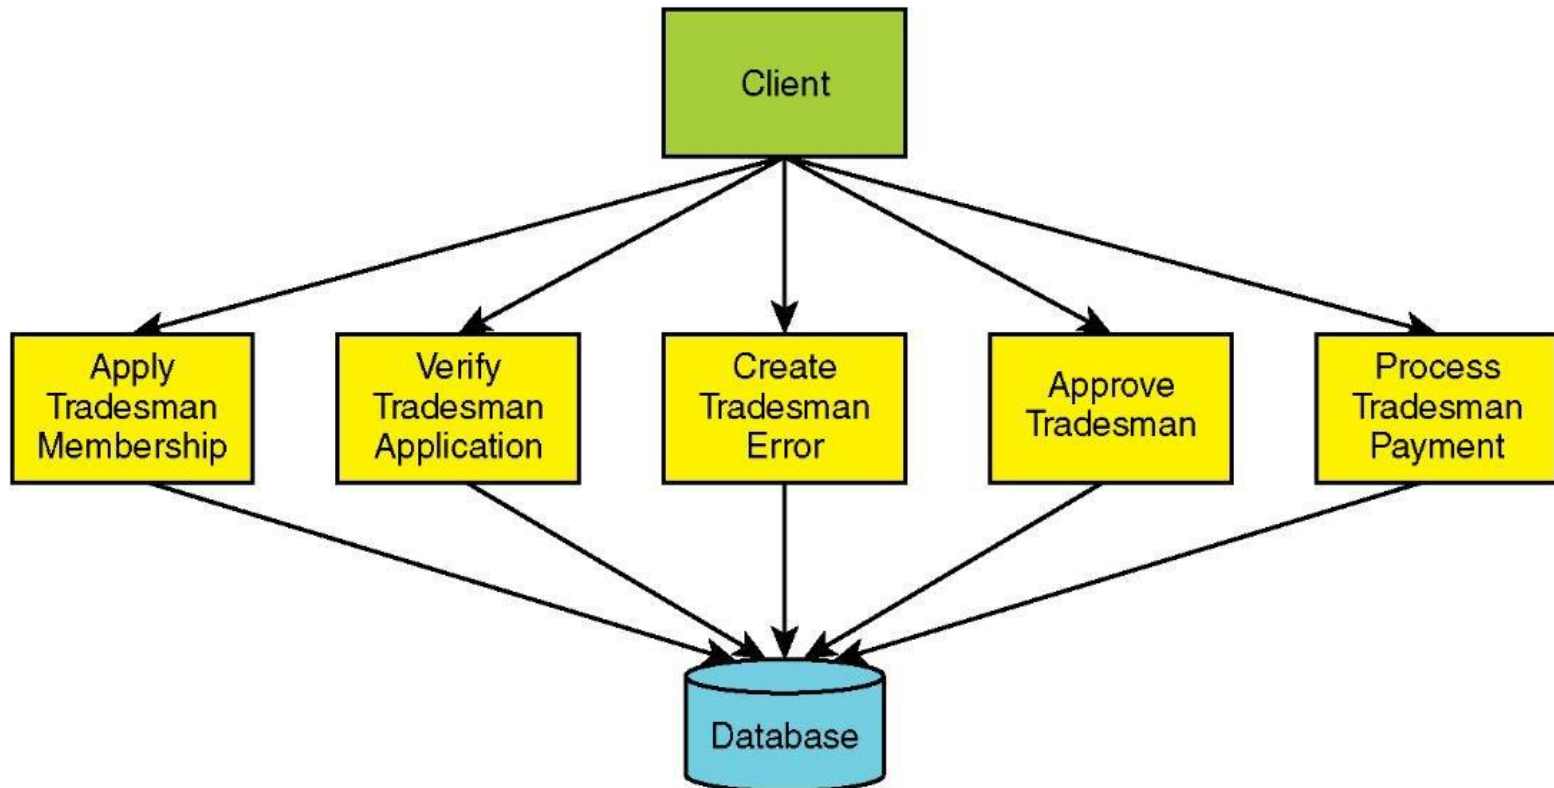 Client
Apply
Tradesman
Membership
Verify
Tradesman
Application
Create
Tradesman
Error
Approve
Tradesman
Process
Tradesman
Payment
Database